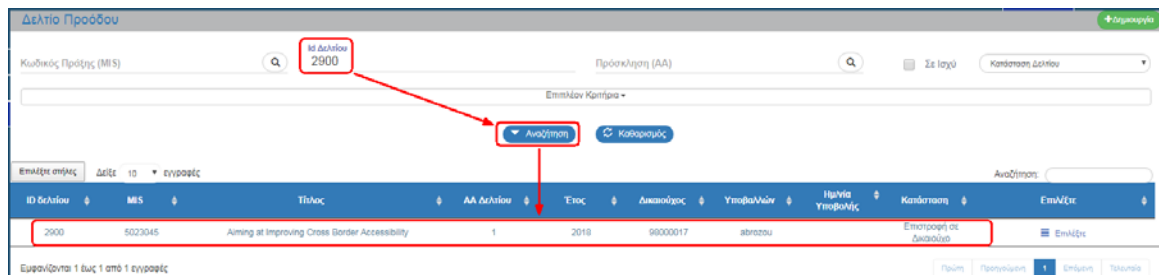 Δελτίο Προόδου
+Δημιουργία
Κωδικός Πράξης (MIS)
Id Δελτίου
2900
Πρόσκληση (ΑΑ)
Σε Ισχύ
Κατάσταση Δελτίου
Επιπλέον Κριτήρια
Αναζήτηση
Καθαρισμός
Επιλέξτε στήλες Δείξε 10 εγγραφές Αναζήτηση:
ID δελτίου MIS Τίτλος ΑΑ Δελτίου Έτος Δικαιούχος Υποβαλλών Ημ/νία Υποβολής Κατάσταση Επιλέξτε
2900 5023045 Aiming at Improving Cross Border Accessibility 1 2018 98000017 abrozou Επιστροφή σε Δικαιούχο Επιλέξτε
Εμφανίζονται 1 έως 1 από 1 εγγραφές
Πρώτη Προηγούμενη 1 Επόμενη Τελευταία